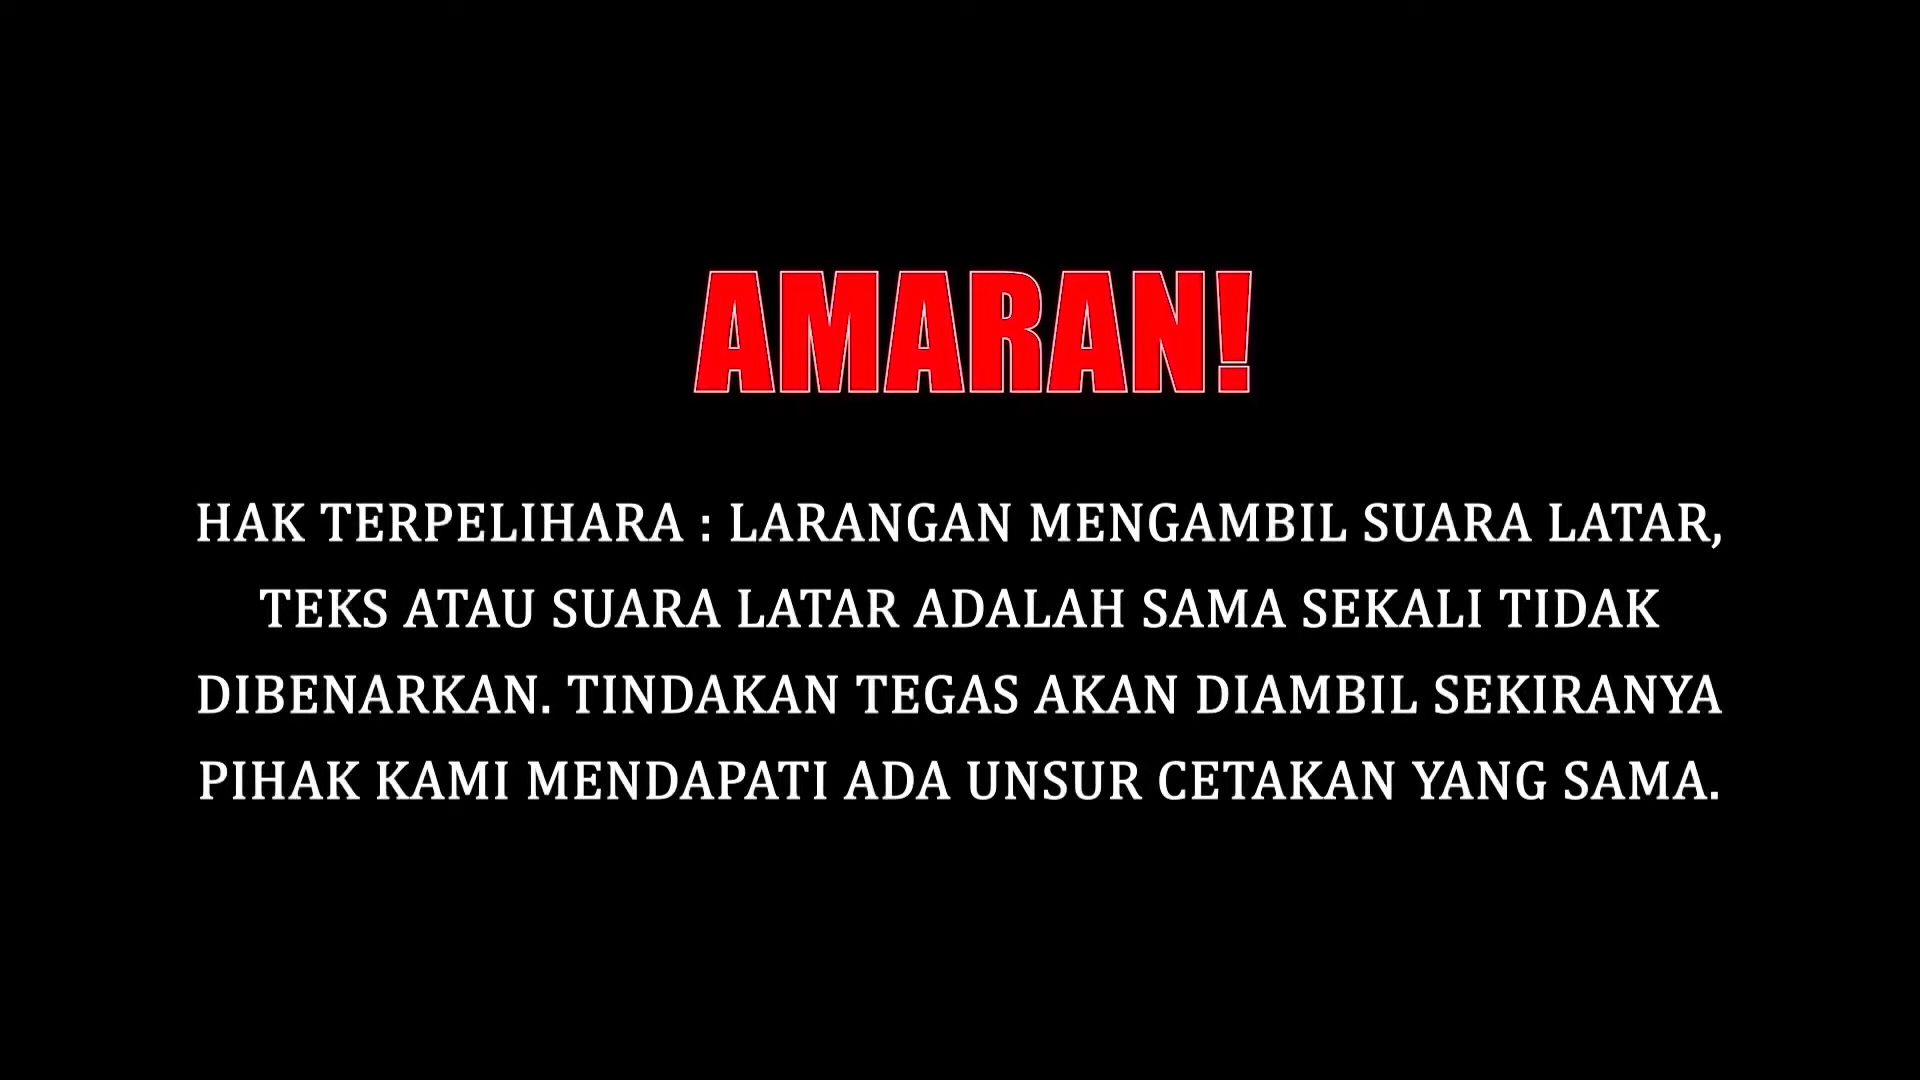 AMARAN!
HAK TERPELIHARA : LARANGAN MENGAMBIL SUARA LATAR,
TEKS ATAU SUARA LATAR ADALAH SAMA SEKALI TIDAK
DIBENARKAN. TINDAKAN TEGAS AKAN DIAMBIL SEKIRANYA
PIHAK KAMI MENDAPATI ADA UNSUR CETAKAN YANG SAMA.